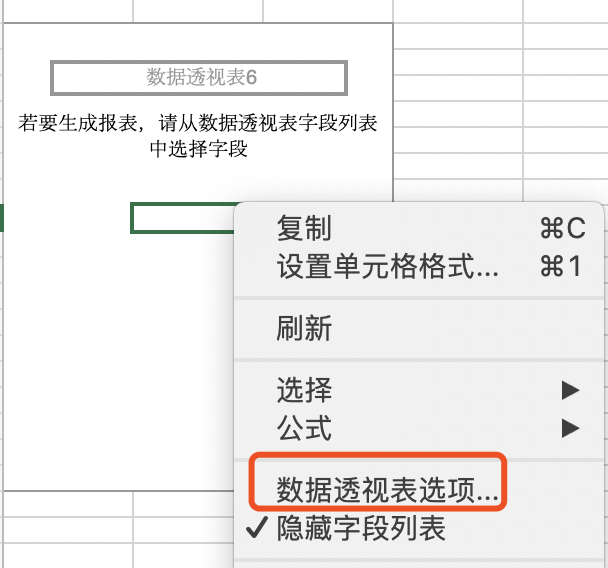 数据透视表6
若要生成报表，请从数据透视表字段列表
中选择字段
复制 ⌘C
设置单元格格式... ⌘1
刷新
选择 ▶
公式 ▶
数据透视表选项...
✓ 隐藏字段列表